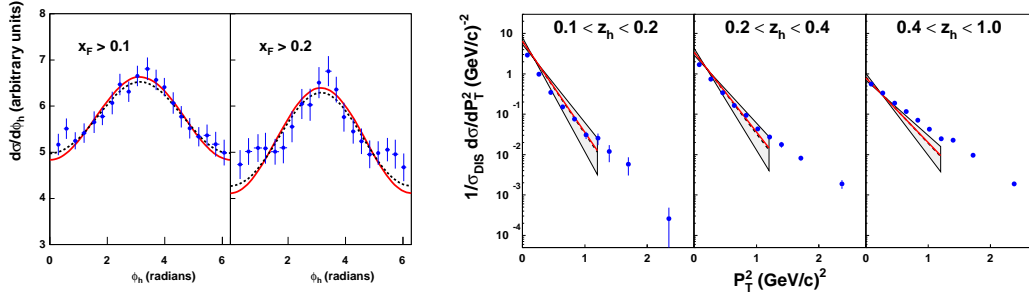 dσ/dϕh (arbitrary units)
8
7
6
5
4
3
x_F > 0.1
x_F > 0.2
0 2 4 6
2 4 6
ϕ_h (radians)
ϕ_h (radians)
1/σ_DIS dσ/dP_T^2 (GeV/c)^-2
0.1 < z_h < 0.2
0.2 < z_h < 0.4
0.4 < z_h < 1.0
10
1
10^-1
10^-2
10^-3
10^-4
0 1 2
0 1 2
0 1 2
P_T^2 (GeV/c)^2